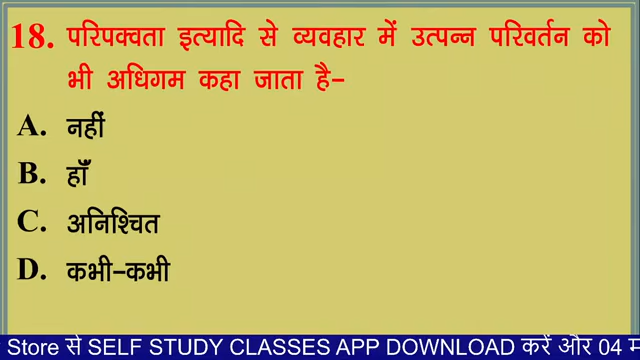 18. परिपक्वता इत्यादि से व्यवहार में उत्पन्न परिवर्तन को
भी अधिगम कहा जाता है-
A. नहीं
B. हाँ
C. अनिश्चित
D. कभी-कभी
Store से SELF STUDY CLASSES APP DOWNLOAD करें और 04 म